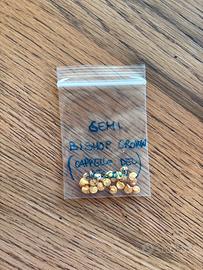 SEMI
BISHOP CROWN
(CAPPELLO DEL